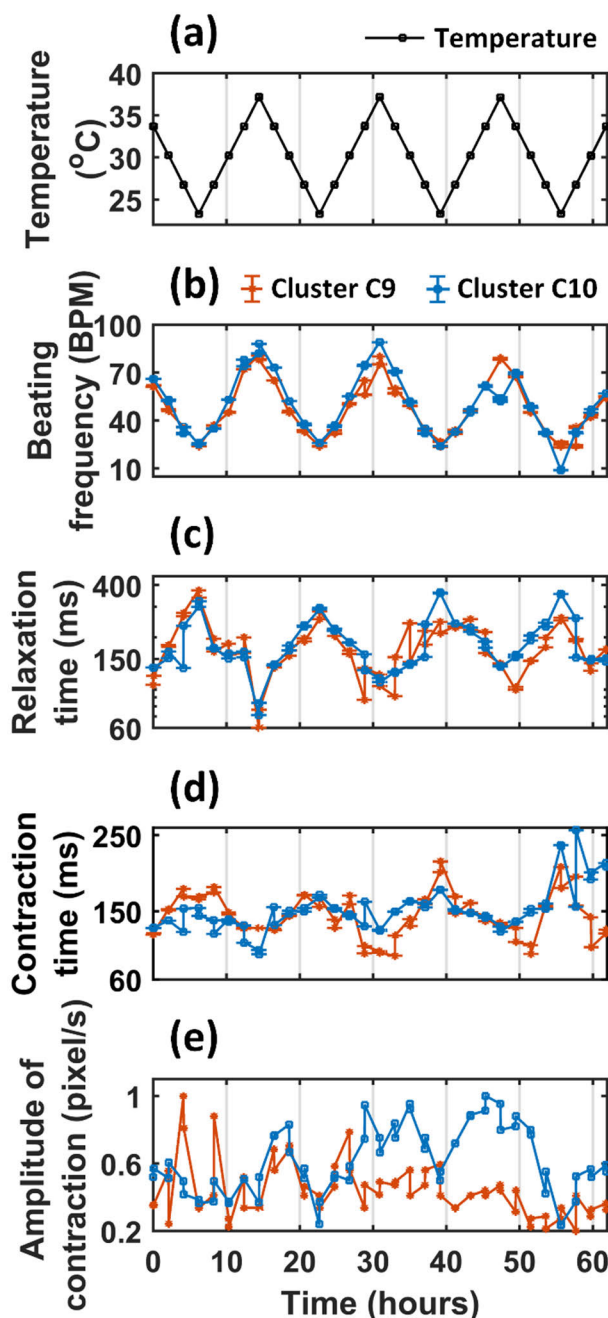 (a)
Temperature
Temperature
(°C)
40
35
30
25
(b)
Cluster C9
Cluster C10
Beating
frequency (BPM)
100
70
40
10
(c)
Relaxation
time (ms)
400
150
60
(d)
Contraction
time (ms)
250
150
60
(e)
Amplitude of
contraction (pixel/s)
1
0.6
0.2
0 10 20 30 40 50 60
Time (hours)